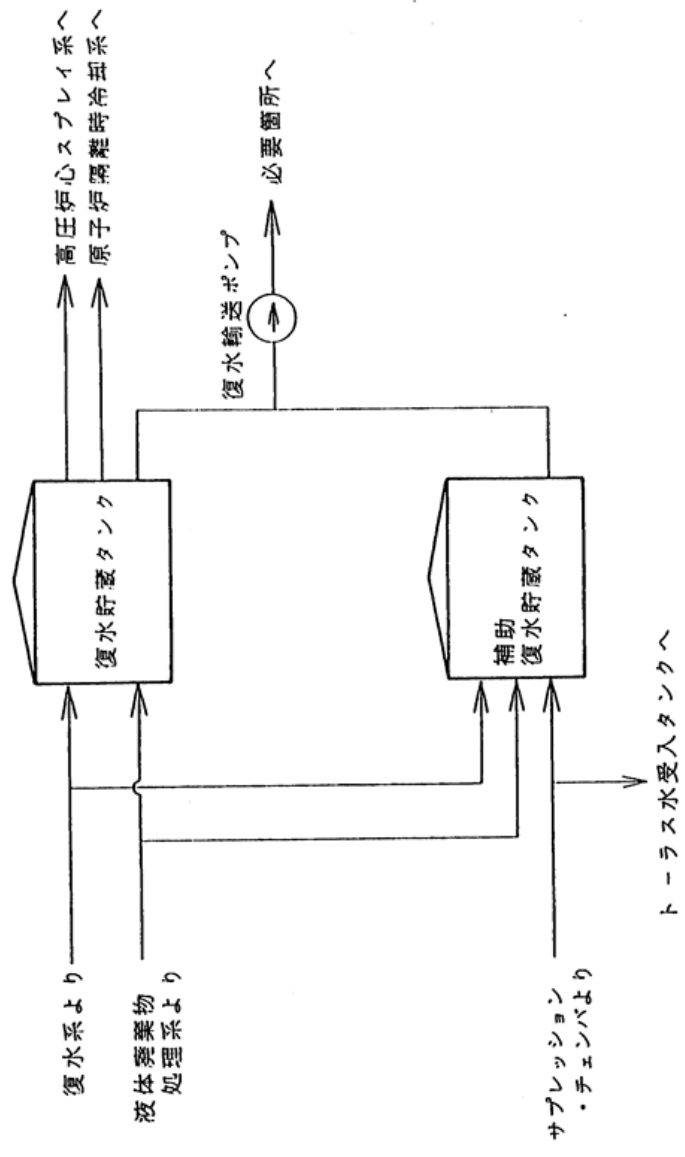 復水系より
液体廃棄物
処理系より
サプレッション
・チェンバより
復水貯蔵タンク
補助
復水貯蔵タンク
トーラス水受入タンクへ
復水輸送ポンプ
高圧炉心スプレイ系へ
原子炉隔離時冷却系へ
必要箇所へ